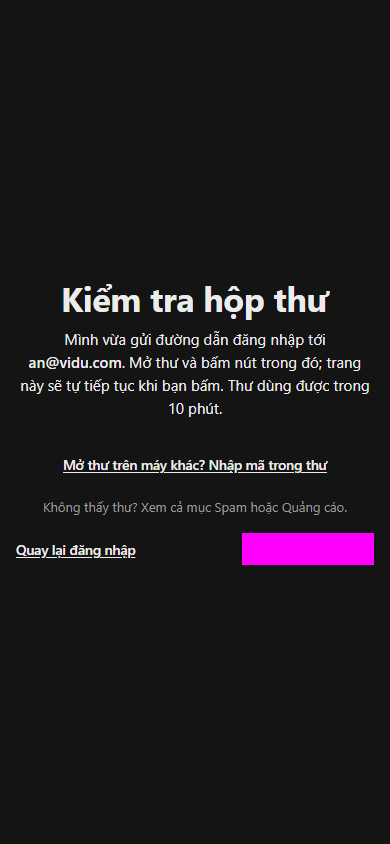 Kiểm tra hộp thư
Mình vừa gửi đường dẫn đăng nhập tới
an@vidu.com. Mở thư và bấm nút trong đó; trang
này sẽ tự tiếp tục khi bạn bấm. Thư dùng được trong
10 phút.
Mở thư trên máy khác? Nhập mã trong thư
Không thấy thư? Xem cả mục Spam hoặc Quảng cáo.
Quay lại đăng nhập